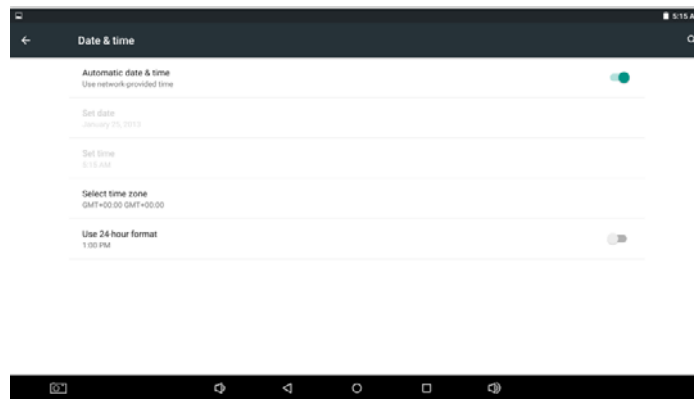 5:15 A
Date & time
Automatic date & time
Use network-provided time
Set date
January 25, 2013
Set time
5:15 AM
Select time zone
GMT+00:00 GMT+00:00
Use 24-hour format
1:00 PM